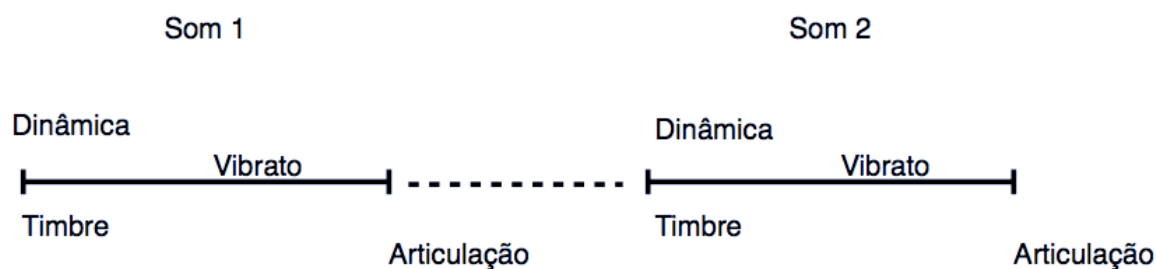 Som 1
Som 2
Dinâmica
Dinâmica
Vibrato
Vibrato
Timbre
Timbre
Articulação
Articulação